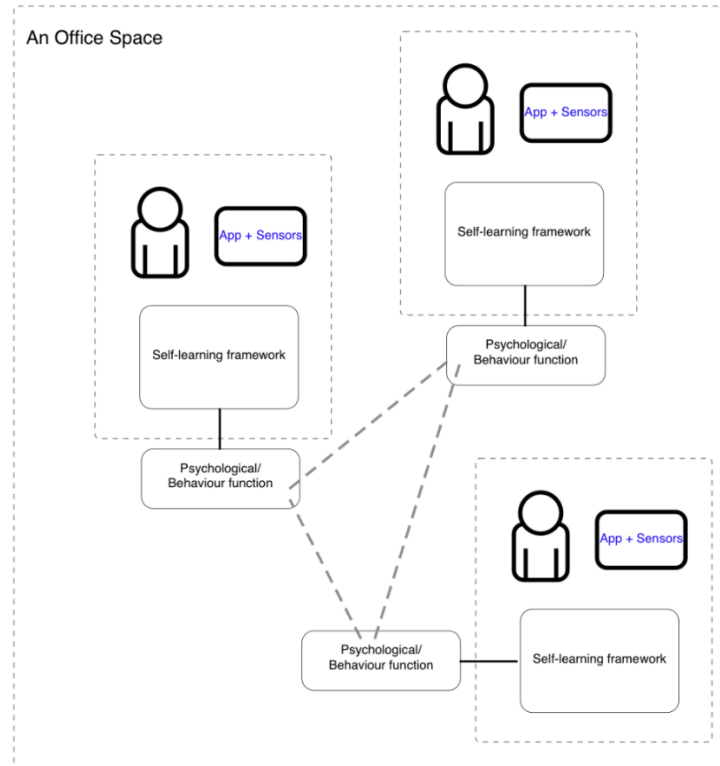 An Office Space
App + Sensors
Self-learning framework
Psychological/
Behaviour function
App + Sensors
Self-learning framework
Psychological/
Behaviour function
App + Sensors
Self-learning framework
Psychological/
Behaviour function